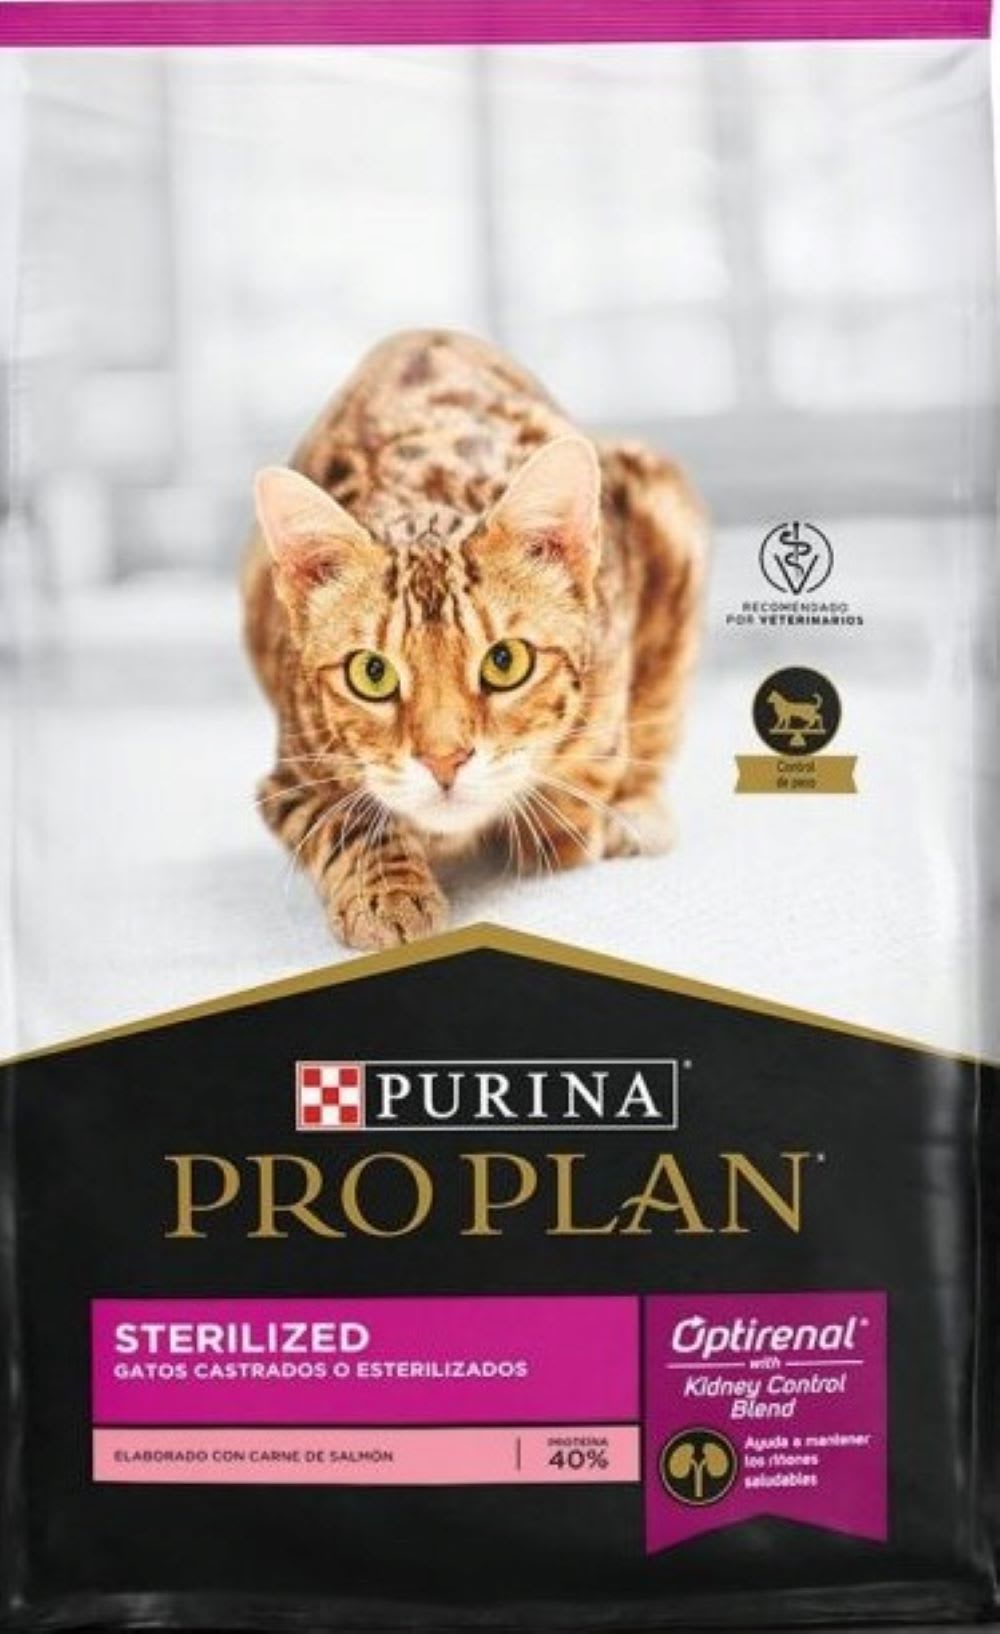 RECOMENDADO
POR VETERINARIOS
Control
de peso
PURINA
PRO PLAN
STERILIZED
GATOS CASTRADOS O ESTERILIZADOS
ELABORADO CON CARNE DE SALMÓN
PROTEÍNA
40%
Optirenal®
with
Kidney Control
Blend
Ayuda a mantener
los riñones
saludables